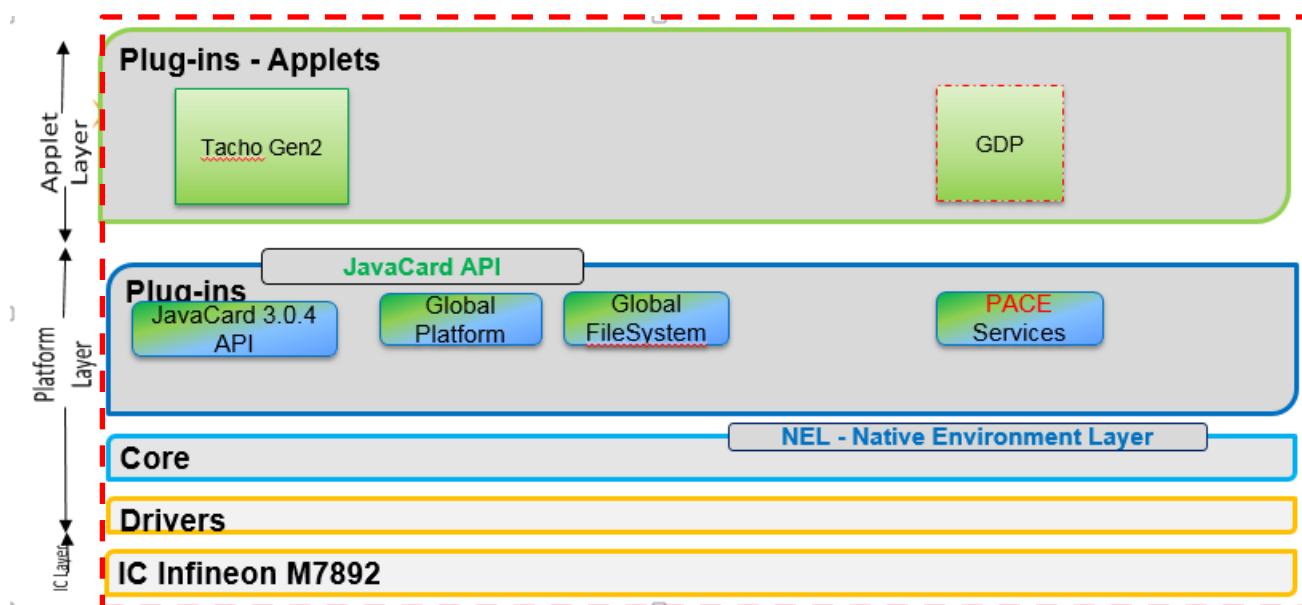 Plug-ins - Applets
Tacho Gen2
GDP
Applet
Layer
JavaCard API
Plug-ins
JavaCard 3.0.4
API
Global
Platform
Global
FileSystem
PACE
Services
Platform
Layer
NEL - Native Environment Layer
Core
Drivers
IC Layer
IC Infineon M7892